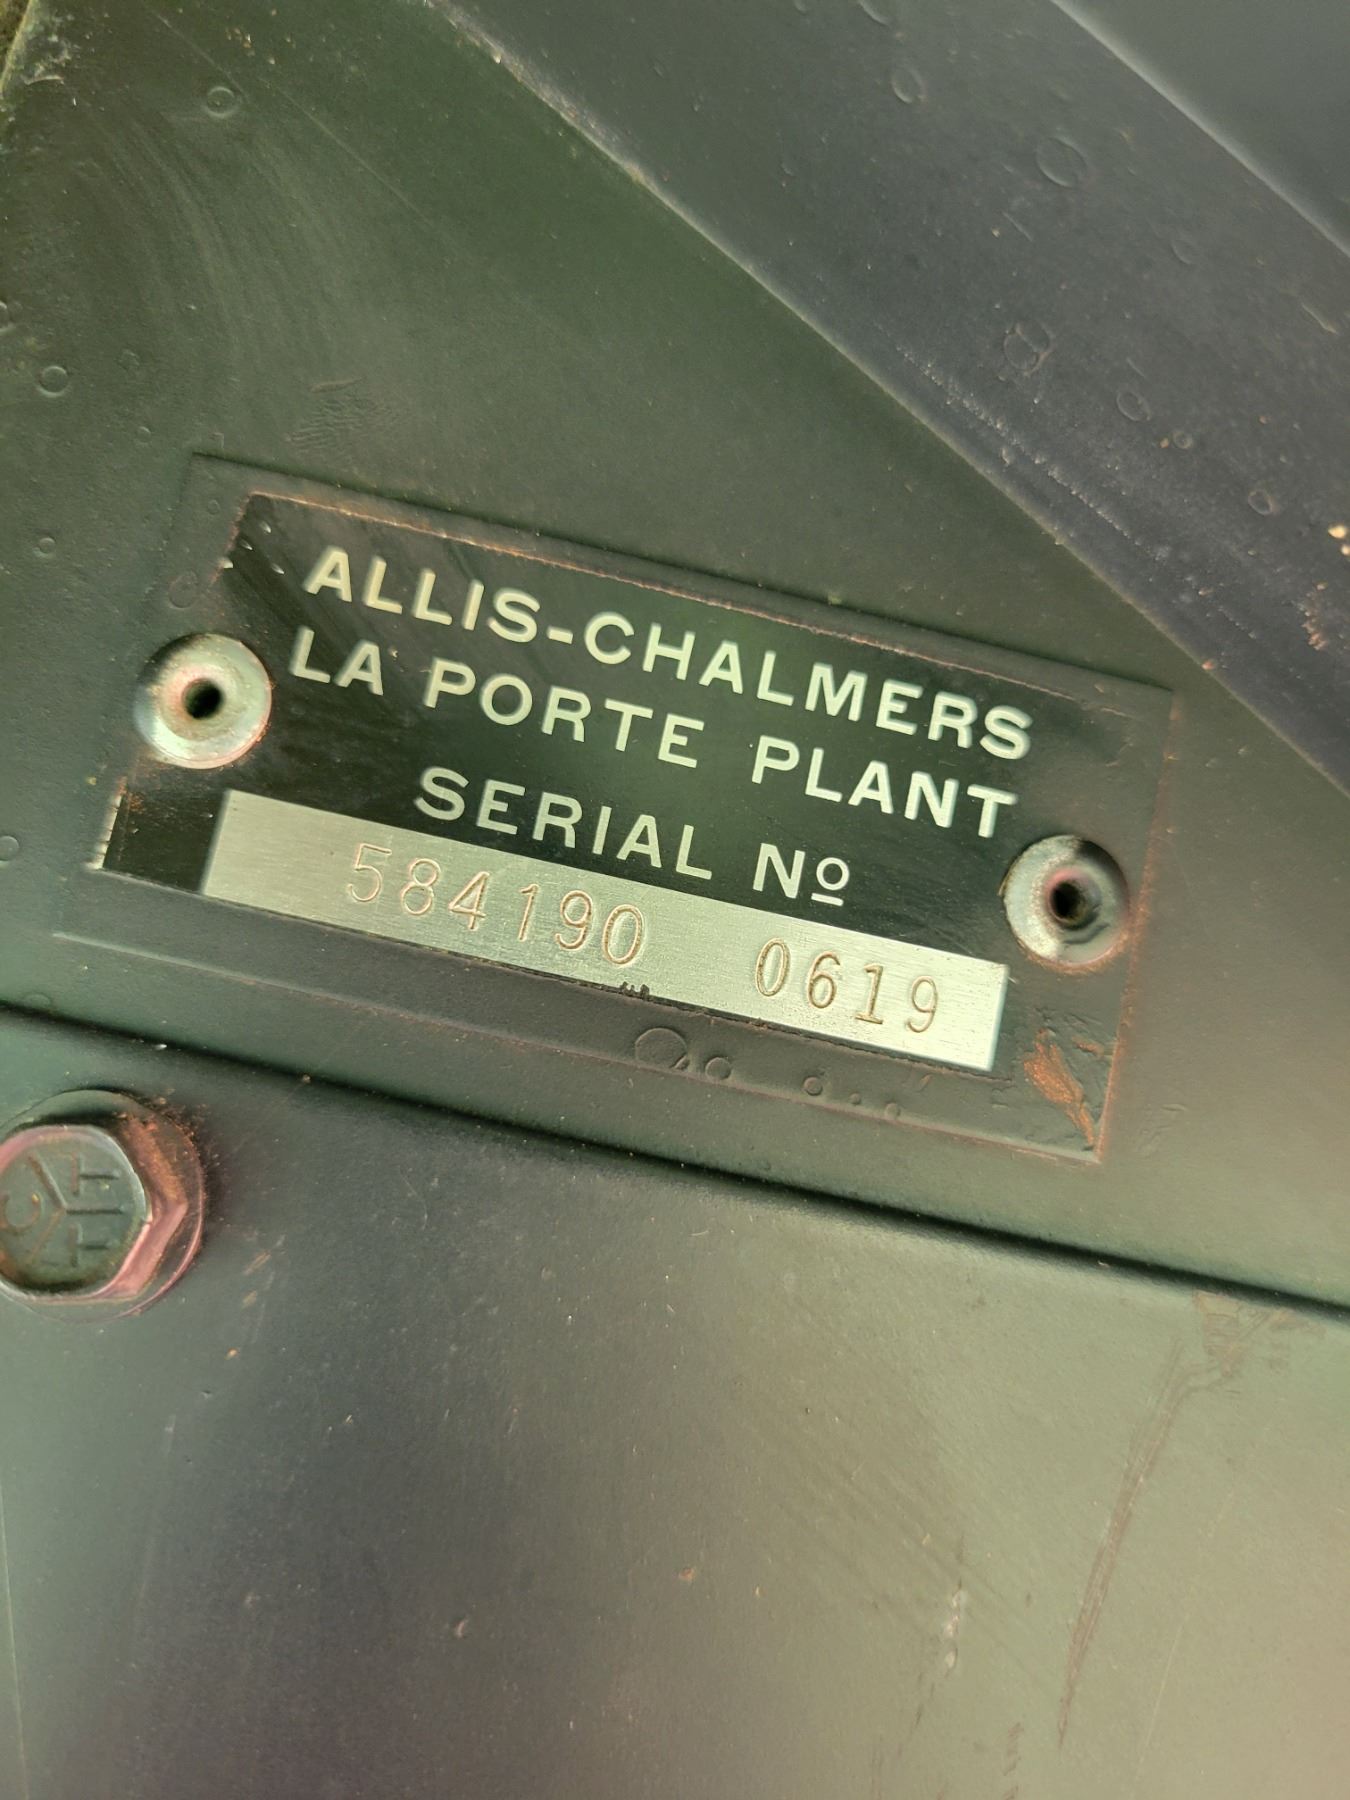 ALLIS-CHALMERS
LA PORTE PLANT
SERIAL Nº
584190 0619